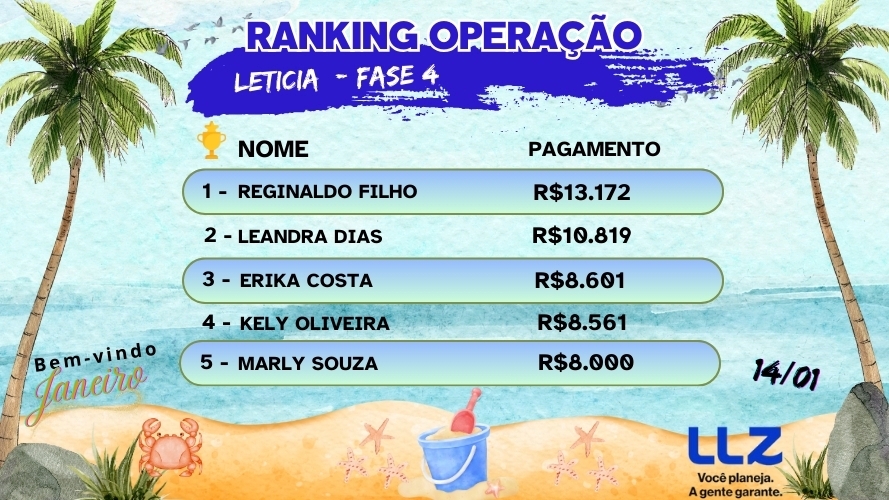 RANKING OPERAÇÃO
LETICIA - FASE 4
NOME PAGAMENTO
1 - REGINALDO FILHO R$13.172
2 - LEANDRA DIAS R$10.819
3 - ERIKA COSTA R$8.601
4 - KELY OLIVEIRA R$8.561
5 - MARLY SOUZA R$8.000
Bem-vindo
Janeiro
14/01
LLZ
Você planeja.
A gente garante.